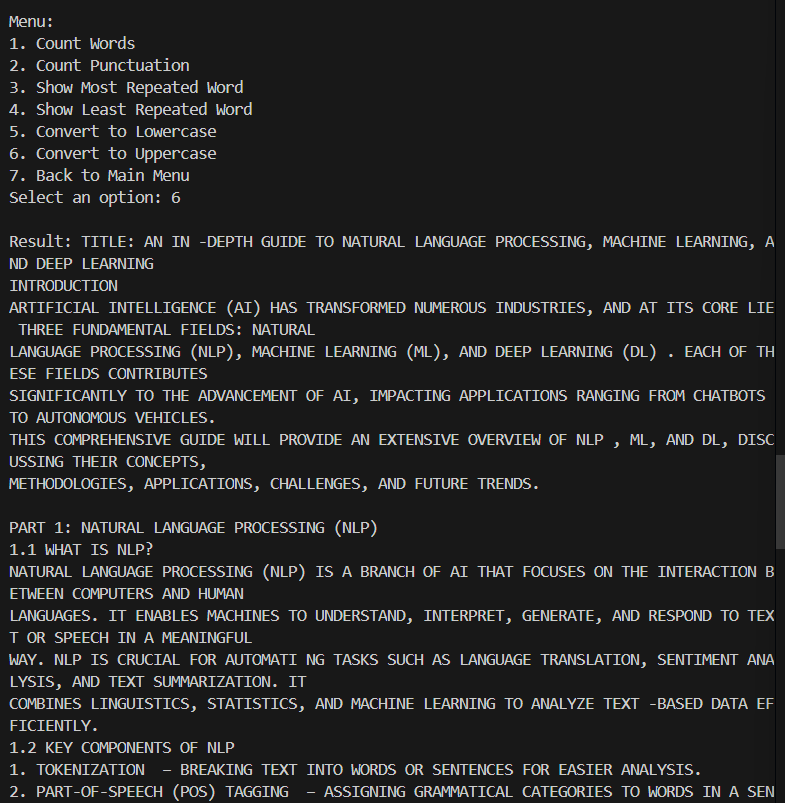 Menu:
1. Count Words
2. Count Punctuation
3. Show Most Repeated Word
4. Show Least Repeated Word
5. Convert to Lowercase
6. Convert to Uppercase
7. Back to Main Menu
Select an option: 6
Result: TITLE: AN IN -DEPTH GUIDE TO NATURAL LANGUAGE PROCESSING, MACHINE LEARNING, A
ND DEEP LEARNING
INTRODUCTION
ARTIFICIAL INTELLIGENCE (AI) HAS TRANSFORMED NUMEROUS INDUSTRIES, AND AT ITS CORE LIE
 THREE FUNDAMENTAL FIELDS: NATURAL
LANGUAGE PROCESSING (NLP), MACHINE LEARNING (ML), AND DEEP LEARNING (DL) . EACH OF TH
ESE FIELDS CONTRIBUTES
SIGNIFICANTLY TO THE ADVANCEMENT OF AI, IMPACTING APPLICATIONS RANGING FROM CHATBOTS
TO AUTONOMOUS VEHICLES.
THIS COMPREHENSIVE GUIDE WILL PROVIDE AN EXTENSIVE OVERVIEW OF NLP , ML, AND DL, DISC
USSING THEIR CONCEPTS,
METHODOLOGIES, APPLICATIONS, CHALLENGES, AND FUTURE TRENDS.
PART 1: NATURAL LANGUAGE PROCESSING (NLP)
1.1 WHAT IS NLP?
NATURAL LANGUAGE PROCESSING (NLP) IS A BRANCH OF AI THAT FOCUSES ON THE INTERACTION B
ETWEEN COMPUTERS AND HUMAN
LANGUAGES. IT ENABLES MACHINES TO UNDERSTAND, INTERPRET, GENERATE, AND RESPOND TO TEX
T OR SPEECH IN A MEANINGFUL
WAY. NLP IS CRUCIAL FOR AUTOMATI NG TASKS SUCH AS LANGUAGE TRANSLATION, SENTIMENT ANA
LYSIS, AND TEXT SUMMARIZATION. IT
COMBINES LINGUISTICS, STATISTICS, AND MACHINE LEARNING TO ANALYZE TEXT -BASED DATA EF
FICIENTLY.
1.2 KEY COMPONENTS OF NLP
1. TOKENIZATION  – BREAKING TEXT INTO WORDS OR SENTENCES FOR EASIER ANALYSIS.
2. PART-OF-SPEECH (POS) TAGGING  – ASSIGNING GRAMMATICAL CATEGORIES TO WORDS IN A SEN